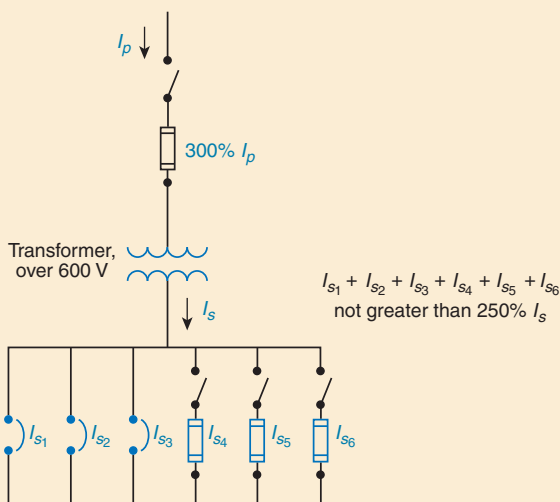 Ip
300% Ip
Transformer,
over 600 V
Is
Is1 + Is2 + Is3 + Is4 + Is5 + Is6
not greater than 250% Is
Is1 Is2 Is3 Is4 Is5 Is6